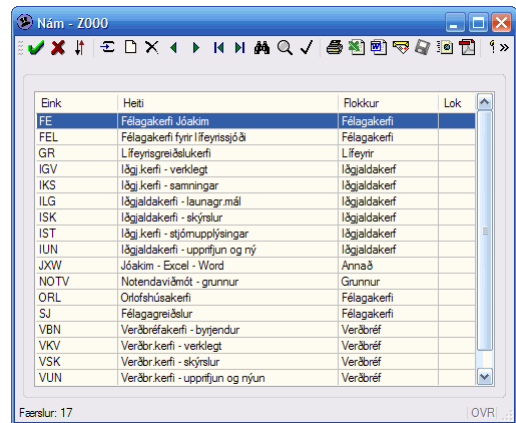 Nám - Z000
Eink Heiti Flokkur Lok
FE Félagakerfi Jóakim Félagakerfi
FEL Félagakerfi fyrir lífeyrissjóði Félagakerfi
GR Lífeyrisgreiðslukerfi Lífeyrir
IGV Iðgj.kerfi - verklegt Iðgjaldakerf
IKS Iðgj.kerfi - samningar Iðgjaldakerf
ILG Iðgjaldakerfi - launagr.mál Iðgjaldakerf
ISK Iðgjaldakerfi - skýrslur Iðgjaldakerf
IST Iðgj.kerfi - stjórnupplýsingar Iðgjaldakerf
IUN Iðgjaldakerfi - upprifjun og ný Iðgjaldakerf
JXW Jóakim - Excel - Word Annað
NOTV Notendaviðmót - grunnur Grunnur
ORL Orlofshúsakerfi Félagakerfi
SJ Félagagreiðslur Félagakerfi
VBN Verðbréfakerfi - byrjendur Verðbréf
VKV Verðbr.kerfi - verklegt Verðbréf
VSK Verðbr.kerfi - skýrslur Verðbréf
VUN Verðbr.kerfi - upprifjun og nýun Verðbréf
Færslur: 17 OVR